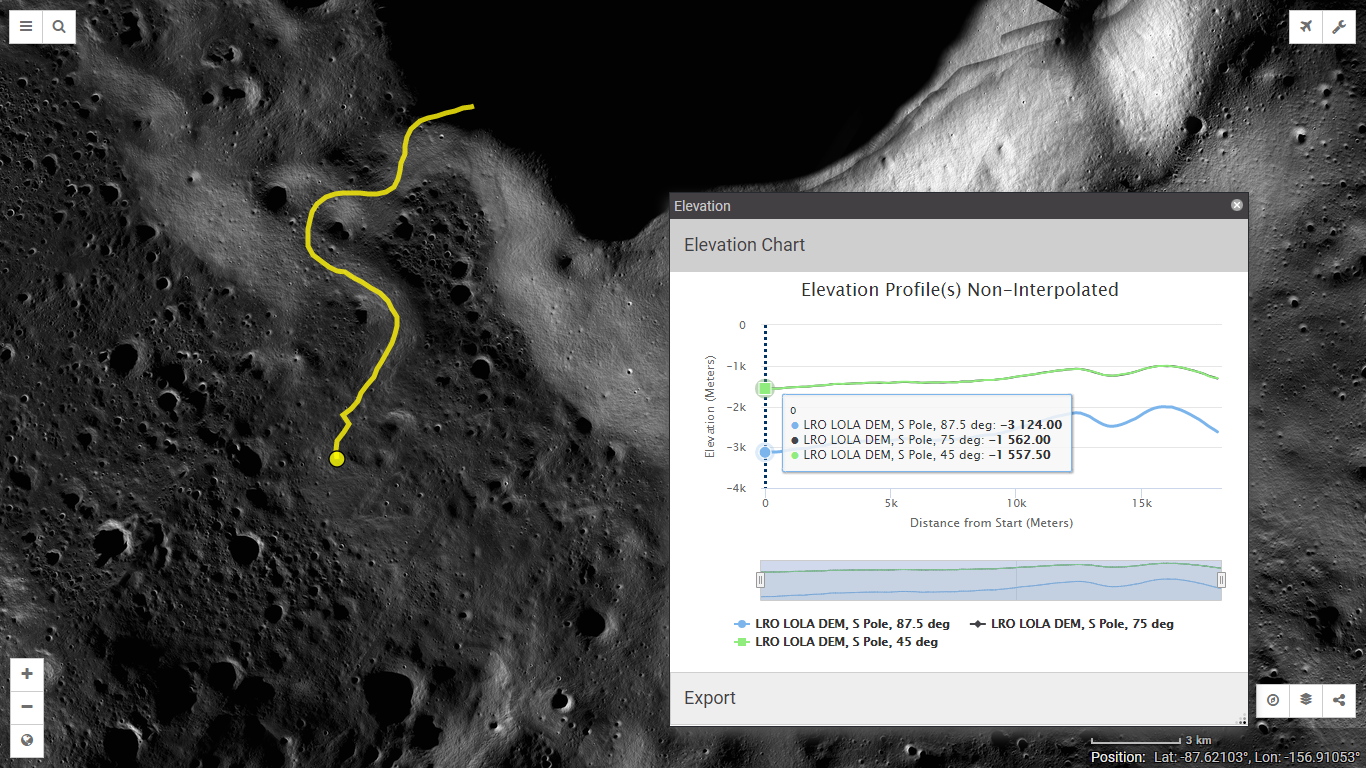 Elevation
Elevation Chart
Elevation Profile(s) Non-Interpolated
Elevation (Meters)
0
-1k
-2k
-3k
-4k
0
LRO LOLA DEM, S Pole, 87.5 deg: −3 124.00
LRO LOLA DEM, S Pole, 75 deg: −1 562.00
LRO LOLA DEM, S Pole, 45 deg: −1 557.50
0
5k
10k
15k
Distance from Start (Meters)
LRO LOLA DEM, S Pole, 87.5 deg
LRO LOLA DEM, S Pole, 75 deg
LRO LOLA DEM, S Pole, 45 deg
Export
3 km
Position: Lat: -87.62103°, Lon: -156.91053°